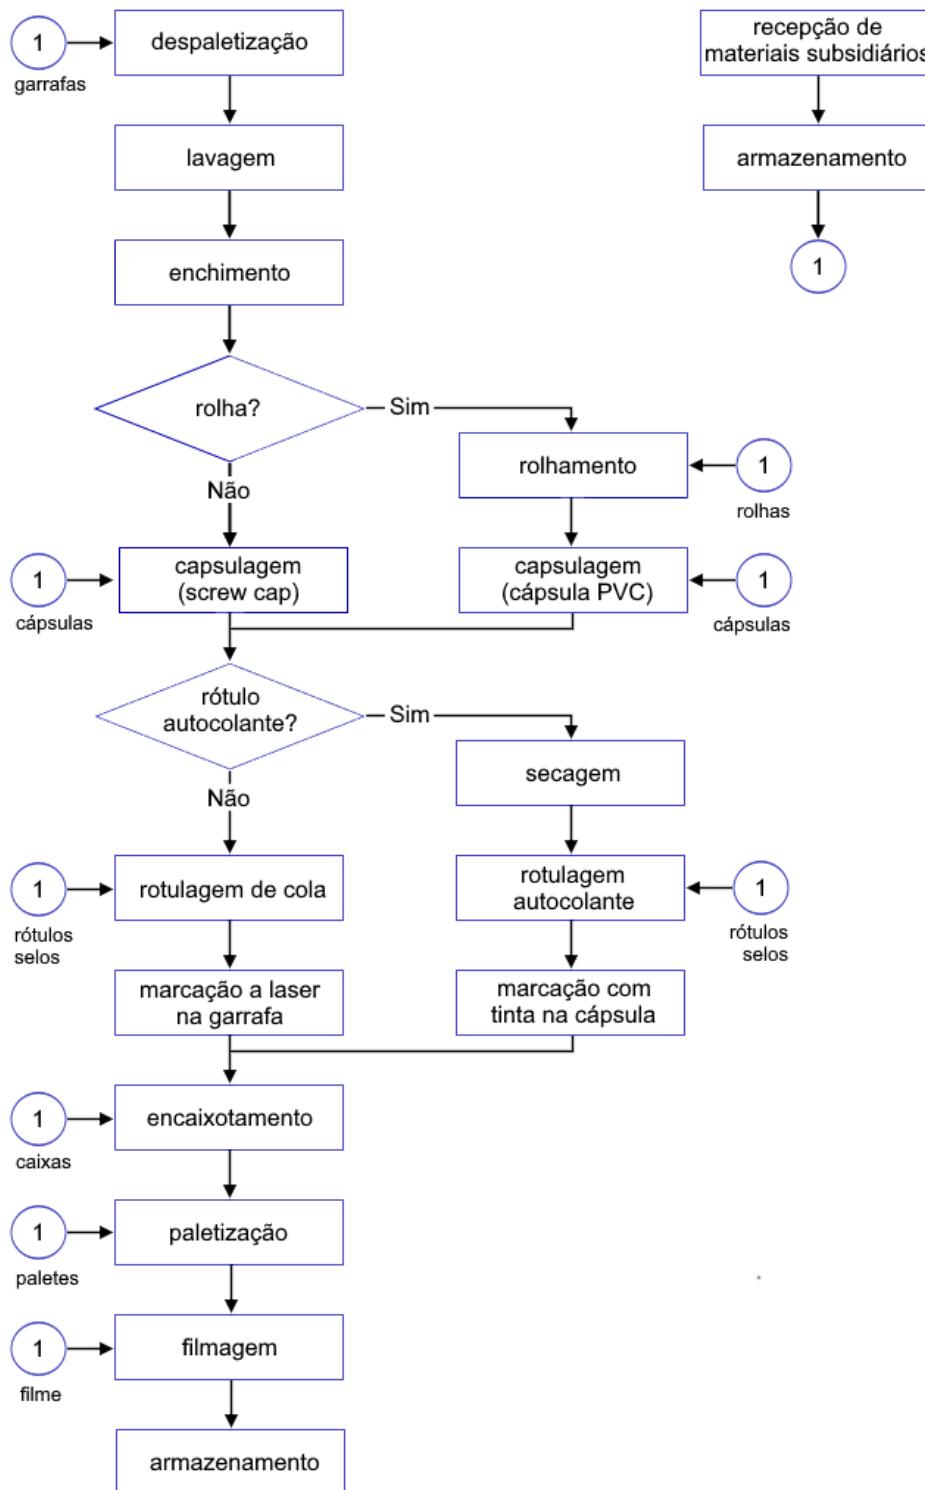 1
garrafas
despaletização
recepção de
materiais subsidiários
lavagem
armazenamento
enchimento
1
rolha?
Sim
Não
rolhamento
1
rolhas
1
cápsulas
capsulagem
(screw cap)
capsulagem
(cápsula PVC)
1
cápsulas
rótulo
autocolante?
Sim
Não
secagem
1
rótulos
selos
rotulagem de cola
rotulagem
autocolante
1
rótulos
selos
marcação a laser
na garrafa
marcação com
tinta na cápsula
1
caixas
encaixotamento
1
paletes
paletização
1
filme
filmagem
armazenamento